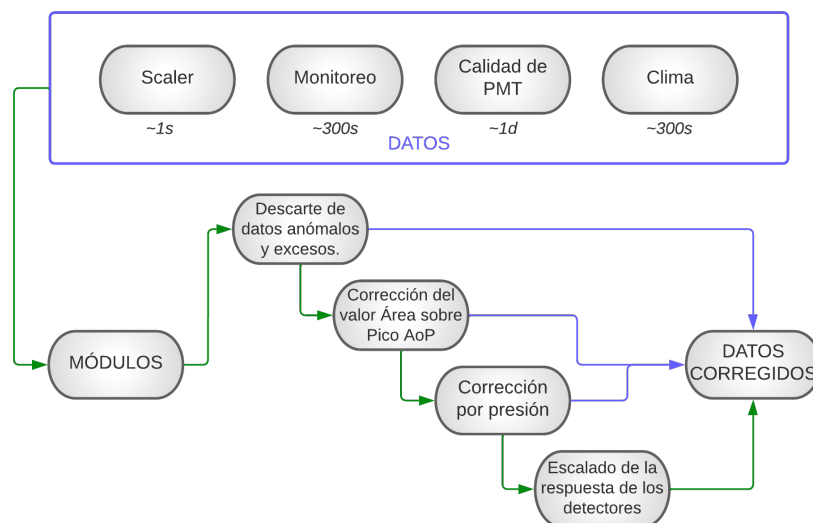 Scaler
Monitoreo
Calidad de
PMT
Clima
~1s
~300s
~1d
~300s
DATOS
Descarte de
datos anómalos
y excesos.
Corrección del
valor Área sobre
Pico AoP
MÓDULOS
DATOS
CORREGIDOS
Corrección
por presión
Escalado de la
respuesta de los
detectores